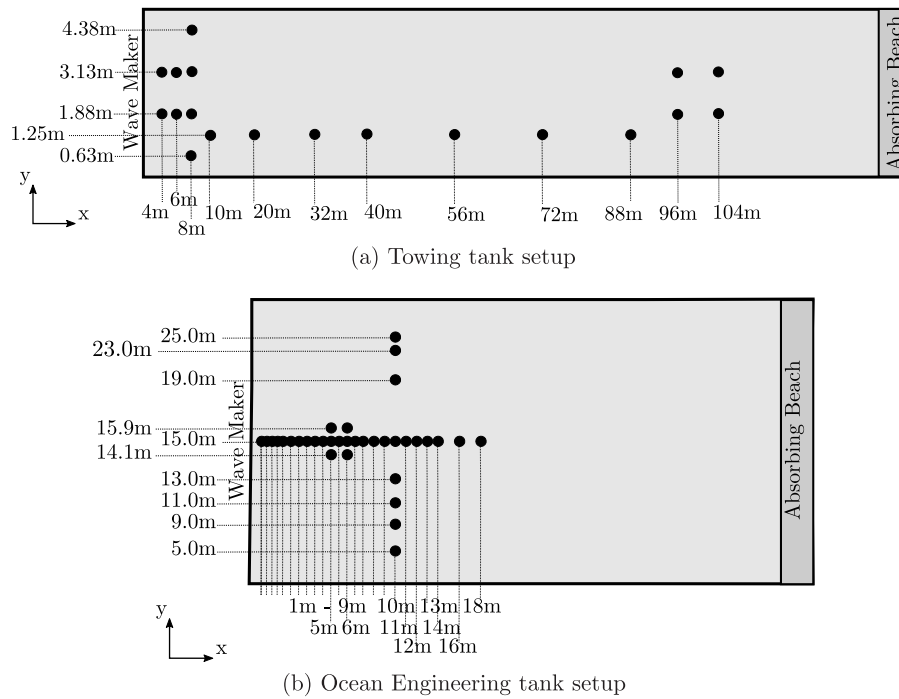 4.38m
3.13m
1.88m
1.25m
0.63m
Wave Maker
Absorbing Beach
y
x
4m
6m
8m
10m
20m
32m
40m
56m
72m
88m
96m
104m
(a) Towing tank setup
25.0m
23.0m
19.0m
15.9m
15.0m
14.1m
13.0m
11.0m
9.0m
5.0m
Wave Maker
Absorbing Beach
1m - 9m 10m 13m 18m
5m 6m 11m 14m
12m 16m
y
x
(b) Ocean Engineering tank setup